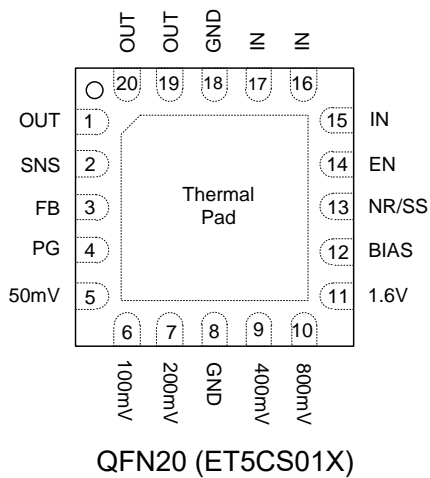 OUT OUT GND IN IN
20 19 18 17 16
OUT 1 15 IN
SNS 2 14 EN
Thermal
Pad
FB 3 13 NR/SS
PG 4 12 BIAS
50mV 5 11 1.6V
6 7 8 9 10
100mV 200mV GND 400mV 800mV
QFN20 (ET5CS01X)